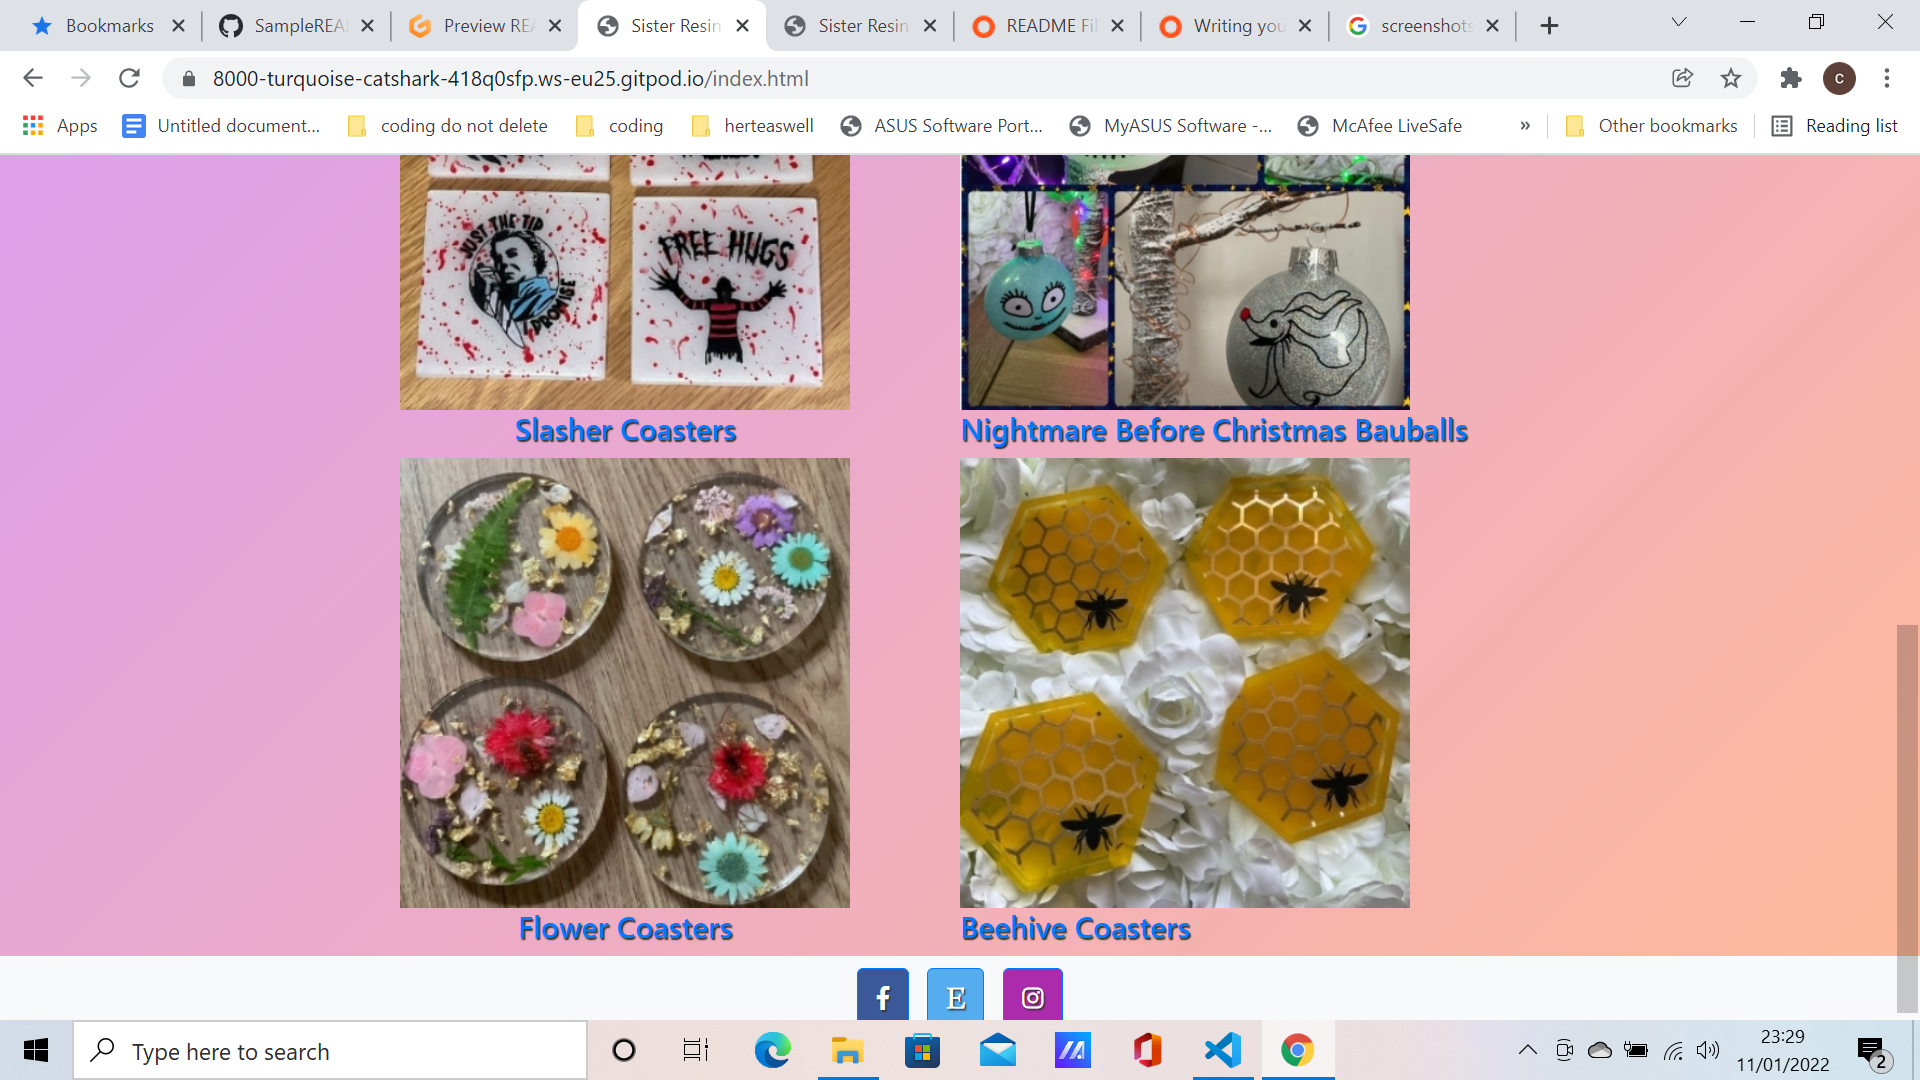 Bookmarks
SampleREA
Preview RE
Sister Resin
Sister Resin
README Fil
Writing you
screenshots
8000-turquoise-catshark-418q0sfp.ws-eu25.gitpod.io/index.html
c
Apps
Untitled document...
coding do not delete
coding
herteaswell
ASUS Software Port...
MyASUS Software -...
McAfee LiveSafe
»
Other bookmarks
Reading list
JUST THE TIP
PROMISE
FREE HUGS
Slasher Coasters
Nightmare Before Christmas Bauballs
Flower Coasters
Beehive Coasters
f
E
Type here to search
23:29
11/01/2022
2